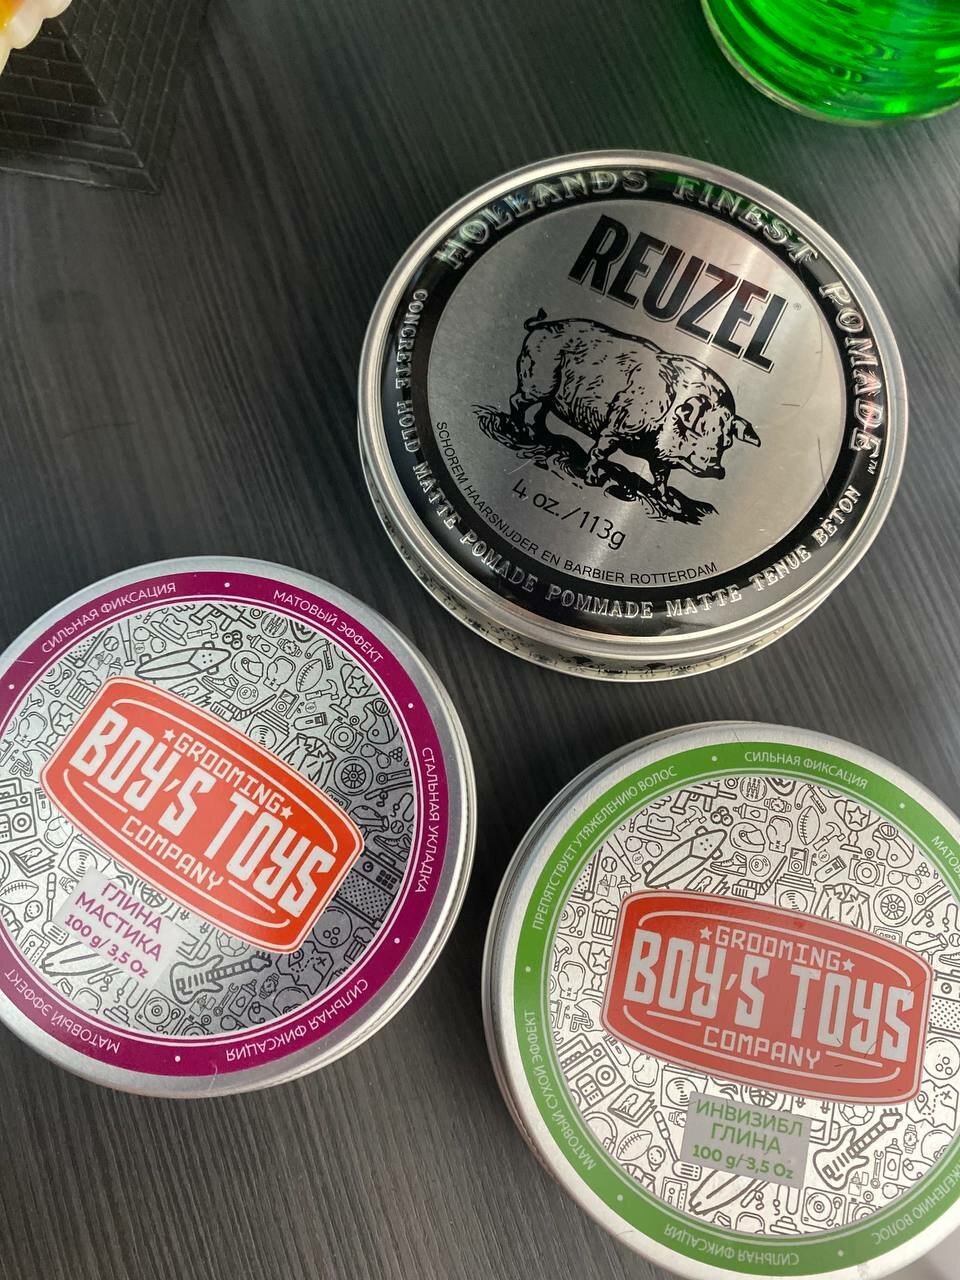 HOLLANDS FINEST POMADE™
REUZEL®
4 oz. / 113g
SCHOREM HAARSNIJDER EN BARBIER ROTTERDAM
CONCRETE HOLD MATTE POMADE POMMADE MATTE TENUE BÉTON
СИЛЬНАЯ ФИКСАЦИЯ • МАТОВЫЙ ЭФФЕКТ • СТАЛЬНАЯ УКЛАДКА • СИЛЬНАЯ ФИКСАЦИЯ • МАТОВЫЙ ЭФФЕКТ •
GROOMING
BOY'S TOYS
COMPANY
ГЛИНА
МАСТИКА
100 g/ 3,5 Oz
МАТОВЫЙ СУХОЙ ЭФФЕКТ • ПРЕПЯТСТВУЕТ УТЯЖЕЛЕНИЮ ВОЛОС • СИЛЬНАЯ ФИКСАЦИЯ •
ВОЛОС • СИЛЬНАЯ ФИКСАЦИЯ •
GROOMING
BOY'S TOYS
COMPANY
ИНВИЗИБЛ
ГЛИНА
100 g/3,5 Oz